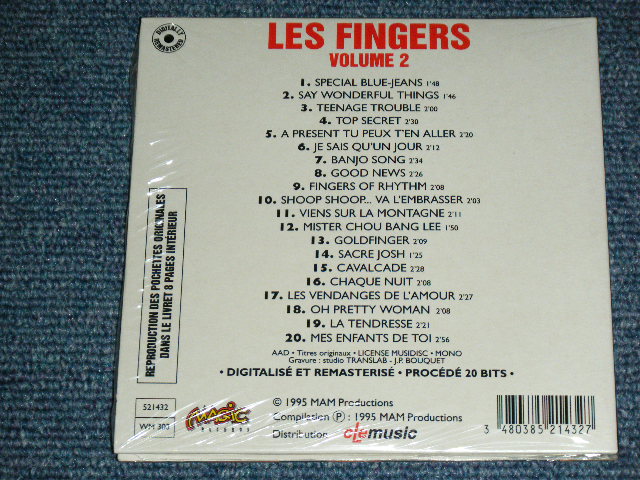 DIGITALLY REMASTERED
LES FINGERS
VOLUME 2
1. SPECIAL BLUE-JEANS 1'48
2. SAY WONDERFUL THINGS 1'46
3. TEENAGE TROUBLE 2'00
4. TOP SECRET 2'30
5. A PRESENT TU PEUX T'EN ALLER 2'20
6. JE SAIS QU'UN JOUR 2'12
7. BANJO SONG 2'34
8. GOOD NEWS 2'26
9. FINGERS OF RHYTHM 2'08
10. SHOOP SHOOP... VA L'EMBRASSER 2'03
11. VIENS SUR LA MONTAGNE 2'11
12. MISTER CHOU BANG LEE 1'50
13. GOLDFINGER 2'09
14. SACRE JOSH 1'25
15. CAVALCADE 2'28
16. CHAQUE NUIT 2'08
17. LES VENDANGES DE L'AMOUR 2'27
18. OH PRETTY WOMAN 2'08
19. LA TENDRESSE 2'21
20. MES ENFANTS DE TOI 2'56
AAD • Titres originaux • LICENSE MUSIDISC • MONO
Gravure : studio TRANSLAB - J.P. BOUQUET
• DIGITALISÉ ET REMASTERISÉ • PROCÉDÉ 20 BITS •
REPRODUCTION DES POCHETTES ORIGINALES
DANS LE LIVRET 8 PAGES INTÉRIEUR
521432
WM 303
MAGIC
RECORDS
© 1995 MAM Productions
Compilation Ⓟ : 1995 MAM Productions
Distribution clé music
3 480385 214327